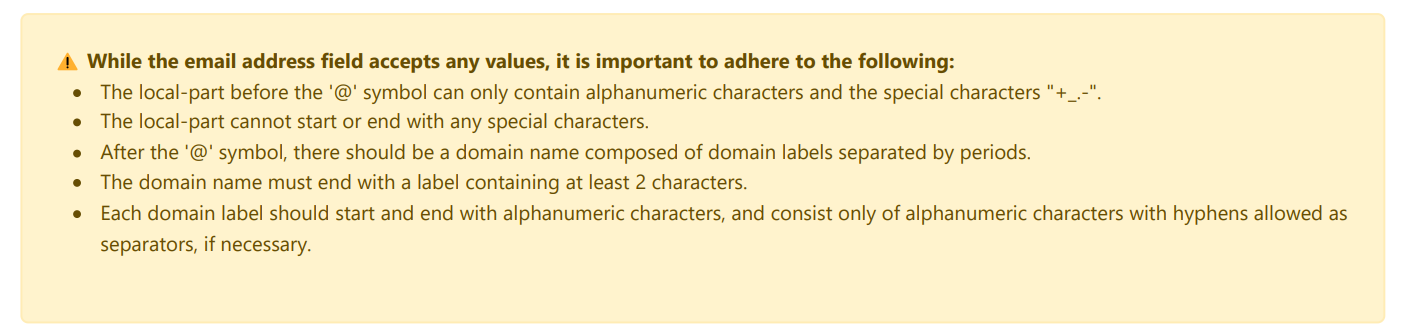 ⚠ While the email address field accepts any values, it is important to adhere to the following:
• The local-part before the '@' symbol can only contain alphanumeric characters and the special characters "+_.-".
• The local-part cannot start or end with any special characters.
• After the '@' symbol, there should be a domain name composed of domain labels separated by periods.
• The domain name must end with a label containing at least 2 characters.
• Each domain label should start and end with alphanumeric characters, and consist only of alphanumeric characters with hyphens allowed as
separators, if necessary.